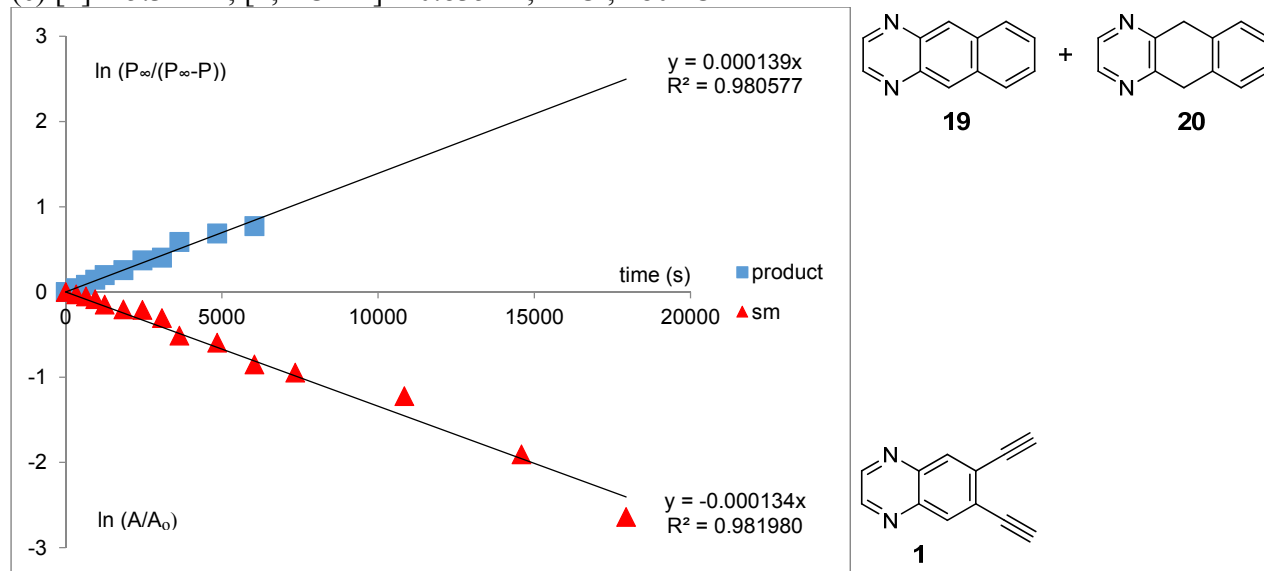 3
ln (P∞/(P∞-P))
y = 0.000139x
R² = 0.980577
2
1
time (s)
product
0
0
5000
10000
15000
20000
sm
-1
-2
y = -0.000134x
R² = 0.981980
ln (A/A₀)
-3
N
N
+
N
N
19
20
N
N
1